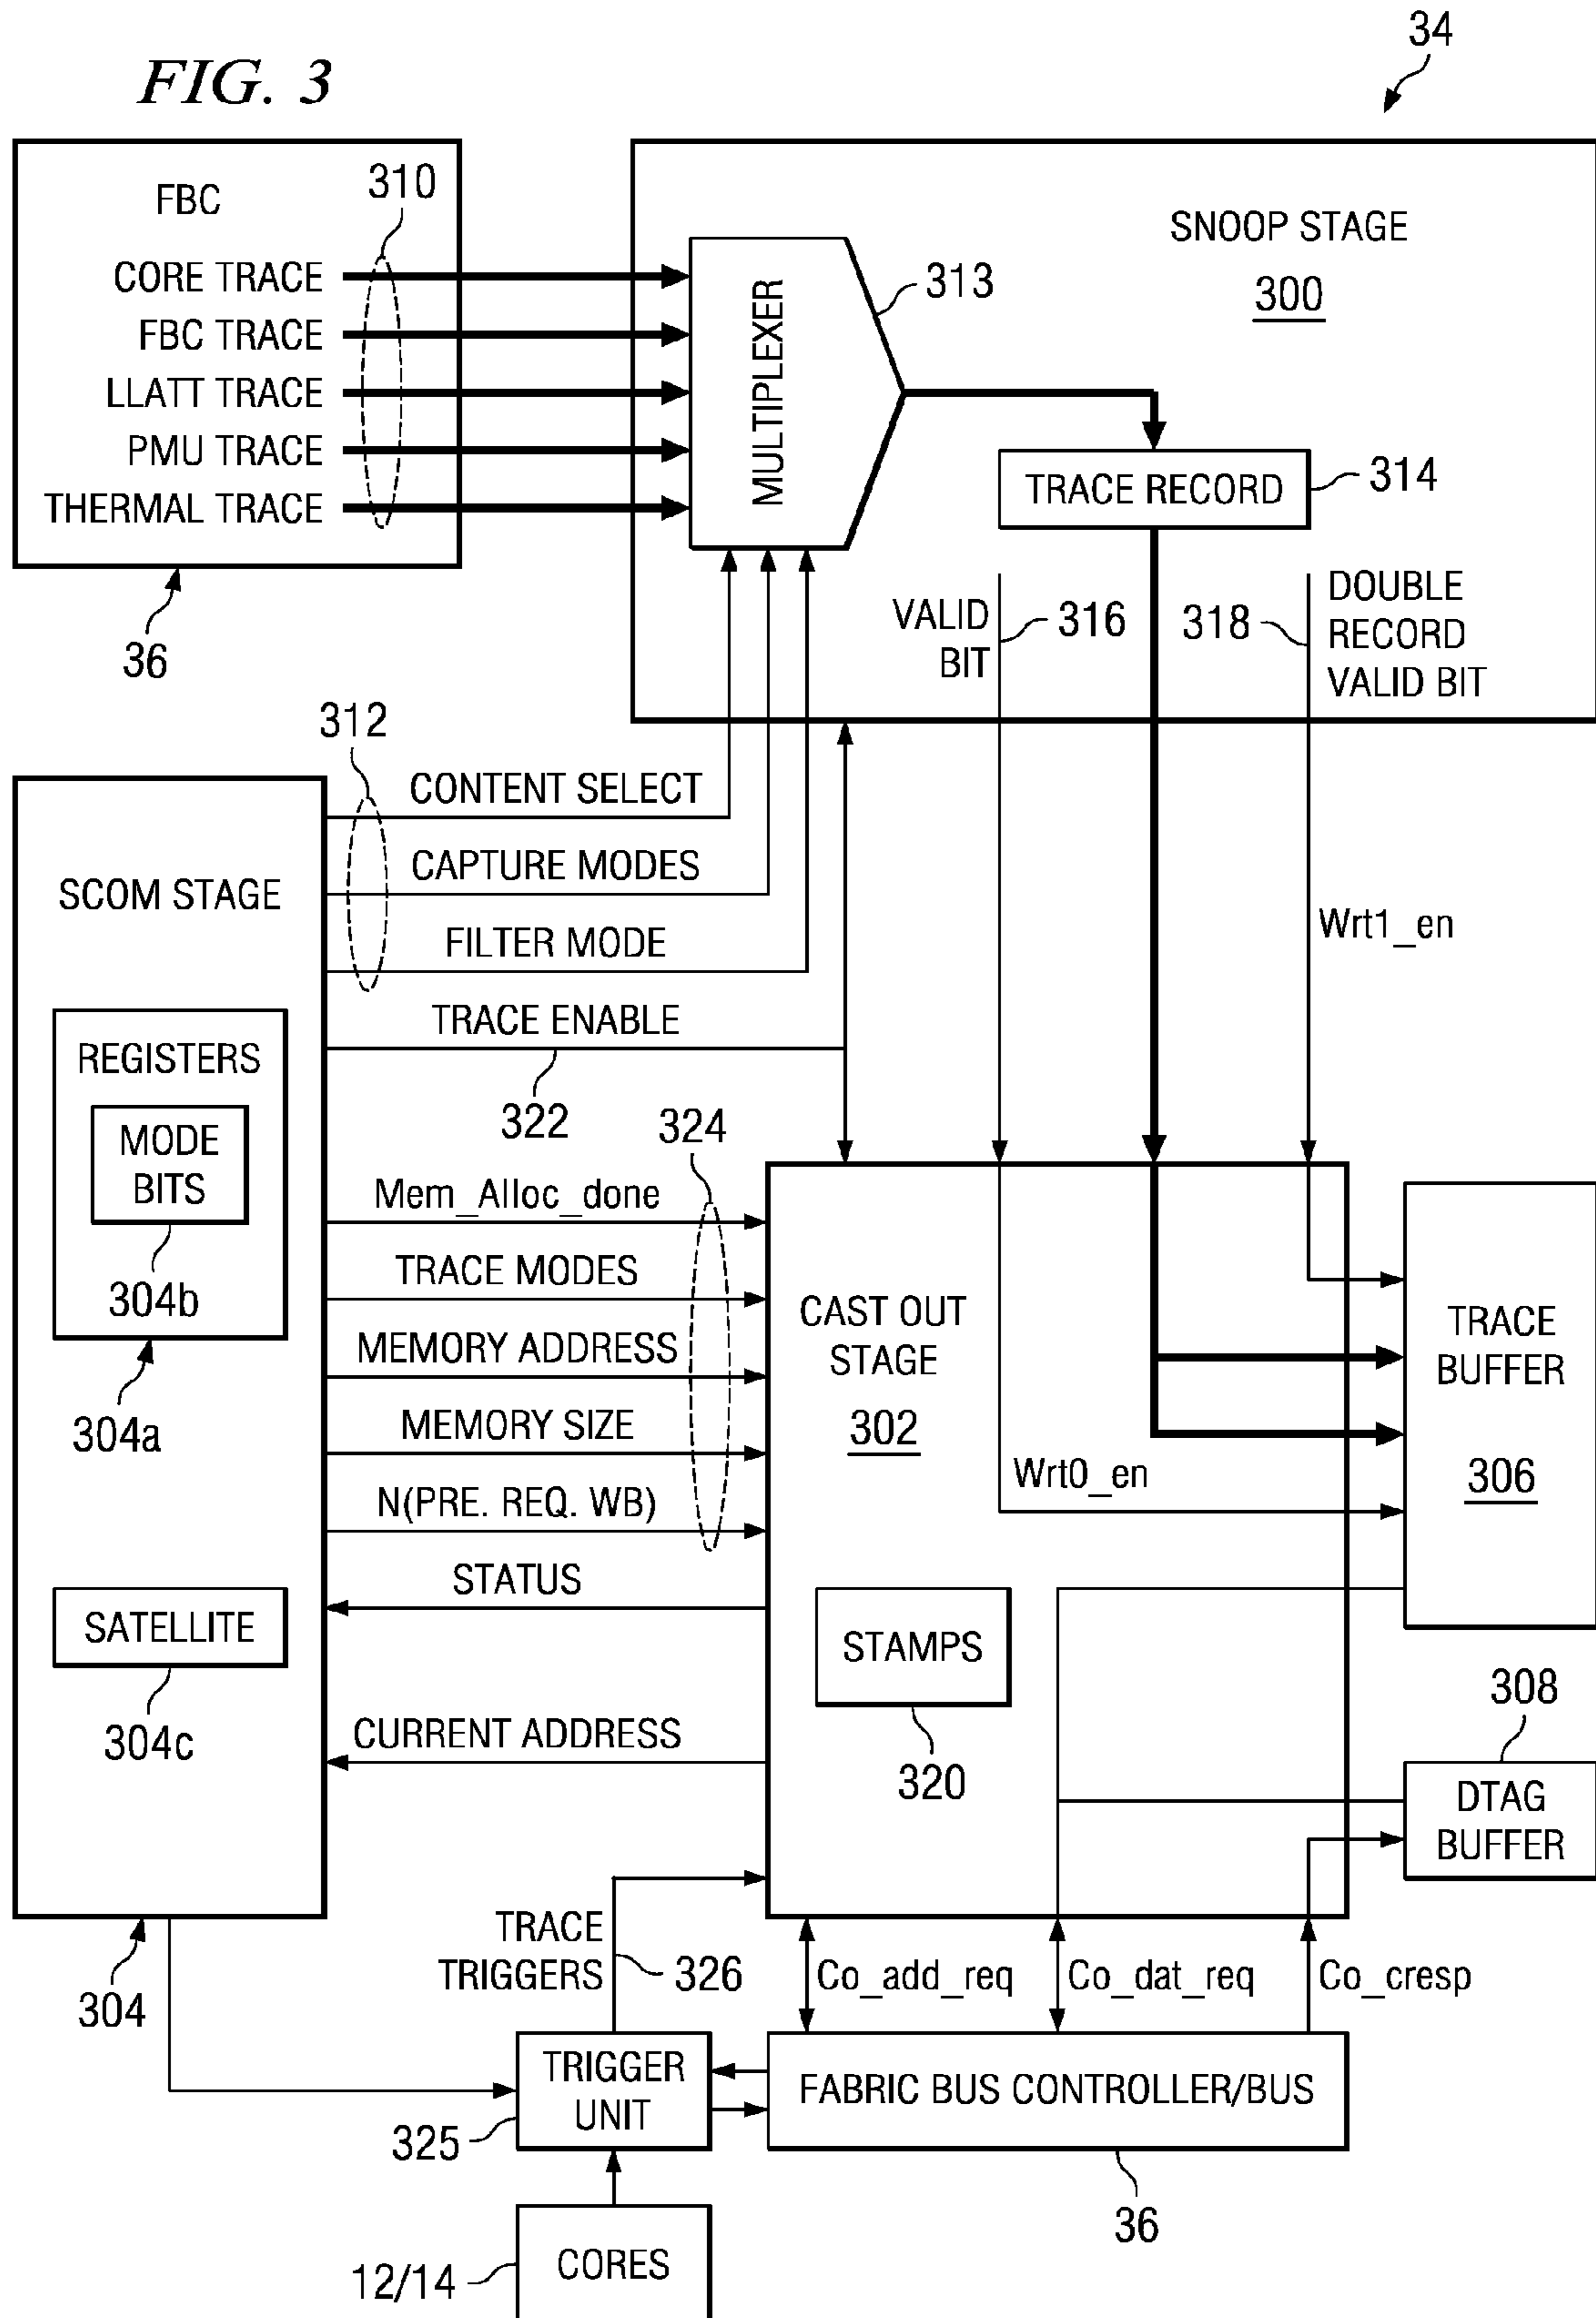 FIG. 3
34
FBC
310
CORE TRACE
FBC TRACE
LLATT TRACE
PMU TRACE
THERMAL TRACE
36
SNOOP STAGE
300
MULTIPLEXER
313
TRACE RECORD
314
VALID
BIT
316
318
DOUBLE
RECORD
VALID BIT
312
CONTENT SELECT
CAPTURE MODES
FILTER MODE
TRACE ENABLE
322
SCOM STAGE
REGISTERS
MODE
BITS
304b
304a
SATELLITE
304c
304
324
Mem_Alloc_done
TRACE MODES
MEMORY ADDRESS
MEMORY SIZE
N(PRE. REQ. WB)
STATUS
CURRENT ADDRESS
Wrt1_en
CAST OUT
STAGE
302
Wrt0_en
STAMPS
320
TRACE
BUFFER
306
308
DTAG
BUFFER
TRACE
TRIGGERS
326
Co_add_req
Co_dat_req
Co_cresp
TRIGGER
UNIT
325
FABRIC BUS CONTROLLER/BUS
36
CORES
12/14